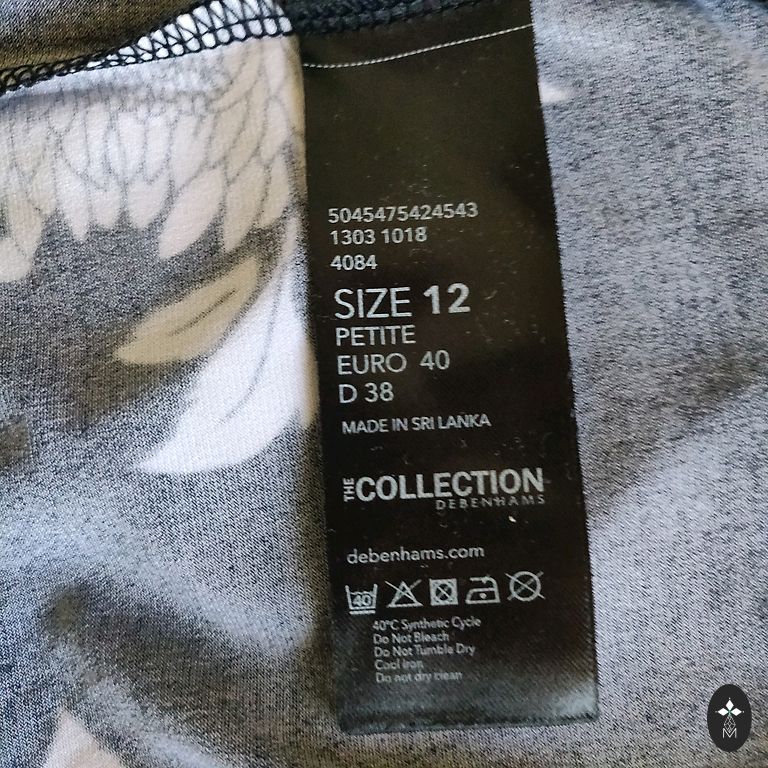 5045475424543
1303 1018
4084
SIZE 12
PETITE
EURO 40
D 38
MADE IN SRI LANKA
THE COLLECTION
DEBENHAMS
debenhams.com
40
40°C Synthetic Cycle
Do Not Bleach
Do Not Tumble Dry
Cool Iron
Do not dry clean
M